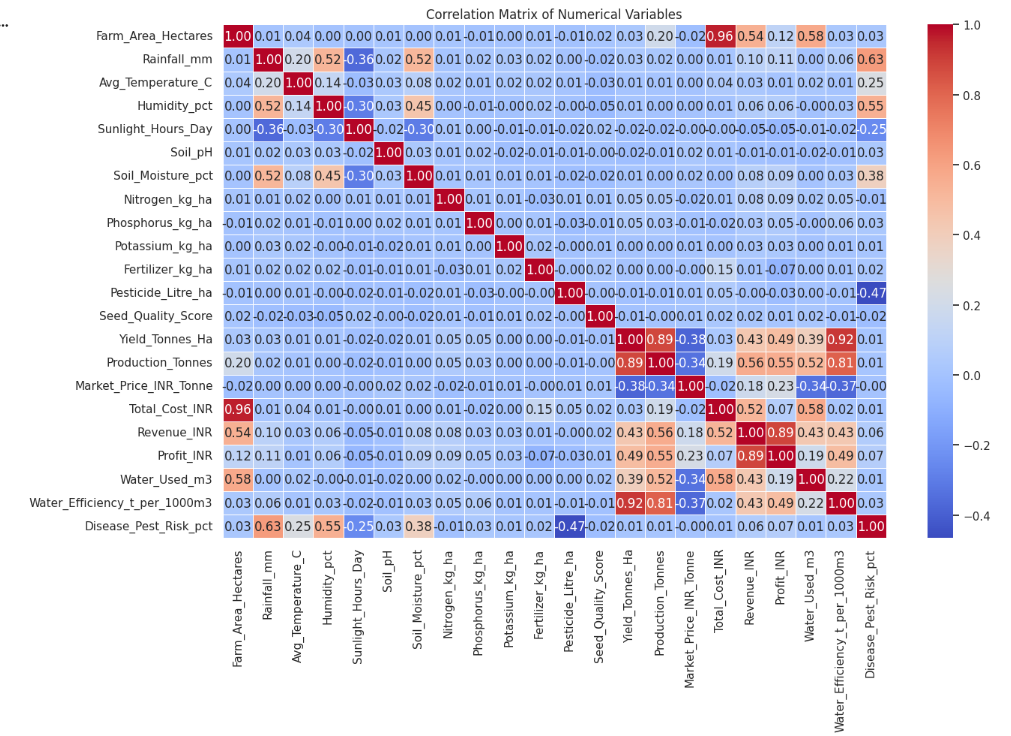 ...
Correlation Matrix of Numerical Variables
Farm_Area_Hectares 1.00 0.01 0.04 0.00 0.00 0.01 0.00 0.01 -0.01 0.00 0.01 -0.01 0.02 0.03 0.20 -0.02 0.96 0.54 0.12 0.58 0.03 0.03
Rainfall_mm 0.01 1.00 0.20 0.52 -0.36 0.02 0.52 0.01 0.02 0.03 0.02 0.00 -0.02 0.03 0.02 0.00 0.01 0.10 0.11 0.00 0.06 0.63
Avg_Temperature_C 0.04 0.20 1.00 0.14 -0.03 0.03 0.08 0.02 0.01 0.02 0.02 0.01 -0.03 0.01 0.01 0.00 0.04 0.03 0.01 0.02 0.01 0.25
Humidity_pct 0.00 0.52 0.14 1.00 -0.30 0.03 0.45 0.00 -0.01 -0.00 0.02 -0.00 -0.05 0.01 0.00 0.00 0.01 0.06 0.06 -0.00 0.03 0.55
Sunlight_Hours_Day 0.00 -0.36 -0.03 -0.30 1.00 -0.02 -0.30 0.01 0.00 -0.01 -0.01 -0.02 0.02 -0.02 -0.02 -0.00 -0.00 -0.05 -0.05 -0.01 -0.02 -0.25
Soil_pH 0.01 0.02 0.03 0.03 -0.02 1.00 0.03 0.01 0.02 -0.02 -0.01 -0.01 -0.00 -0.02 -0.01 0.02 0.01 -0.01 -0.01 -0.02 -0.01 0.03
Soil_Moisture_pct 0.00 0.52 0.08 0.45 -0.30 0.03 1.00 0.01 0.01 0.01 0.01 -0.02 -0.02 0.01 0.00 0.02 0.00 0.08 0.09 0.00 0.03 0.38
Nitrogen_kg_ha 0.01 0.01 0.02 0.00 0.01 0.01 0.01 1.00 0.01 0.01 -0.03 0.01 0.01 0.05 0.05 -0.02 0.01 0.08 0.09 0.02 0.05 -0.01
Phosphorus_kg_ha -0.01 0.02 0.01 -0.01 0.00 0.02 0.01 0.01 1.00 0.00 0.01 -0.03 -0.01 0.05 0.03 -0.01 -0.02 0.03 0.05 -0.00 0.06 0.03
Potassium_kg_ha 0.00 0.03 0.02 -0.00 -0.01 -0.02 0.01 0.01 0.00 1.00 0.02 -0.00 0.01 0.00 0.00 0.01 0.00 0.03 0.03 0.00 0.01 0.01
Fertilizer_kg_ha 0.01 0.02 0.02 0.02 -0.01 -0.01 0.01 -0.03 0.01 0.02 1.00 -0.00 0.02 0.00 0.00 -0.00 0.15 0.01 -0.07 0.00 0.01 0.02
Pesticide_Litre_ha -0.01 0.00 0.01 -0.00 -0.02 -0.01 -0.02 0.01 -0.03 -0.00 -0.00 1.00 -0.00 -0.01 -0.01 0.01 0.05 -0.00 -0.03 -0.00 -0.01 -0.47
Seed_Quality_Score 0.02 -0.02 -0.03 -0.05 0.02 -0.00 -0.02 0.01 -0.01 0.01 0.02 -0.00 1.00 -0.01 -0.00 0.01 0.02 0.02 0.01 0.02 -0.01 -0.02
Yield_Tonnes_Ha 0.03 0.03 0.01 0.01 -0.02 -0.02 0.01 0.05 0.05 0.00 0.00 -0.01 -0.01 1.00 0.89 -0.38 0.03 0.43 0.49 0.39 0.92 0.01
Production_Tonnes 0.20 0.02 0.01 0.00 -0.02 -0.01 0.00 0.05 0.03 0.00 0.00 -0.01 -0.00 0.89 1.00 -0.34 0.19 0.56 0.55 0.52 0.81 0.01
Market_Price_INR_Tonne -0.02 0.00 0.00 0.00 -0.00 0.02 0.02 -0.02 -0.01 0.01 -0.00 0.01 0.01 -0.38 -0.34 1.00 -0.02 0.18 0.23 -0.34 -0.37 -0.00
Total_Cost_INR 0.96 0.01 0.04 0.01 -0.00 0.01 0.00 0.01 -0.02 0.00 0.15 0.05 0.02 0.03 0.19 -0.02 1.00 0.52 0.07 0.58 0.02 0.01
Revenue_INR 0.54 0.10 0.03 0.06 -0.05 -0.01 0.08 0.08 0.03 0.03 0.01 -0.00 0.02 0.43 0.56 0.18 0.52 1.00 0.89 0.43 0.43 0.06
Profit_INR 0.12 0.11 0.01 0.06 -0.05 -0.01 0.09 0.09 0.05 0.03 -0.07 -0.03 0.01 0.49 0.55 0.23 0.07 0.89 1.00 0.19 0.49 0.07
Water_Used_m3 0.58 0.00 0.02 -0.00 -0.01 -0.02 0.00 0.02 -0.00 0.00 0.00 -0.00 0.02 0.39 0.52 -0.34 0.58 0.43 0.19 1.00 0.22 0.01
Water_Efficiency_t_per_1000m3 0.03 0.06 0.01 0.03 -0.02 -0.01 0.03 0.05 0.06 0.01 0.01 -0.01 -0.01 0.92 0.81 -0.37 0.02 0.43 0.49 0.22 1.00 0.03
Disease_Pest_Risk_pct 0.03 0.63 0.25 0.55 -0.25 0.03 0.38 -0.01 0.03 0.01 0.02 -0.47 -0.02 0.01 0.01 -0.00 0.01 0.06 0.07 0.01 0.03 1.00
Farm_Area_Hectares
Rainfall_mm
Avg_Temperature_C
Humidity_pct
Sunlight_Hours_Day
Soil_pH
Soil_Moisture_pct
Nitrogen_kg_ha
Phosphorus_kg_ha
Potassium_kg_ha
Fertilizer_kg_ha
Pesticide_Litre_ha
Seed_Quality_Score
Yield_Tonnes_Ha
Production_Tonnes
Market_Price_INR_Tonne
Total_Cost_INR
Revenue_INR
Profit_INR
Water_Used_m3
Water_Efficiency_t_per_1000m3
Disease_Pest_Risk_pct
1.0
0.8
0.6
0.4
0.2
0.0
−0.2
−0.4